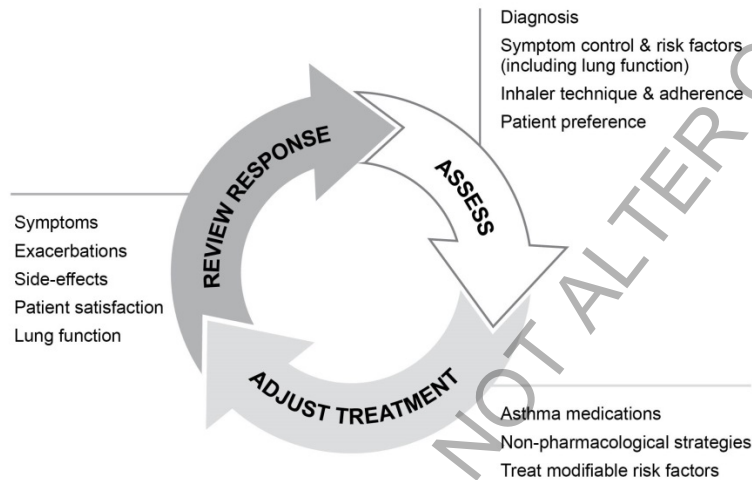 Diagnosis
Symptom control & risk factors
(including lung function)
Inhaler technique & adherence
Patient preference
REVIEW RESPONSE
ASSESS
Symptoms
Exacerbations
Side-effects
Patient satisfaction
Lung function
ADJUST TREATMENT
Asthma medications
Non-pharmacological strategies
Treat modifiable risk factors
NOT ALTER